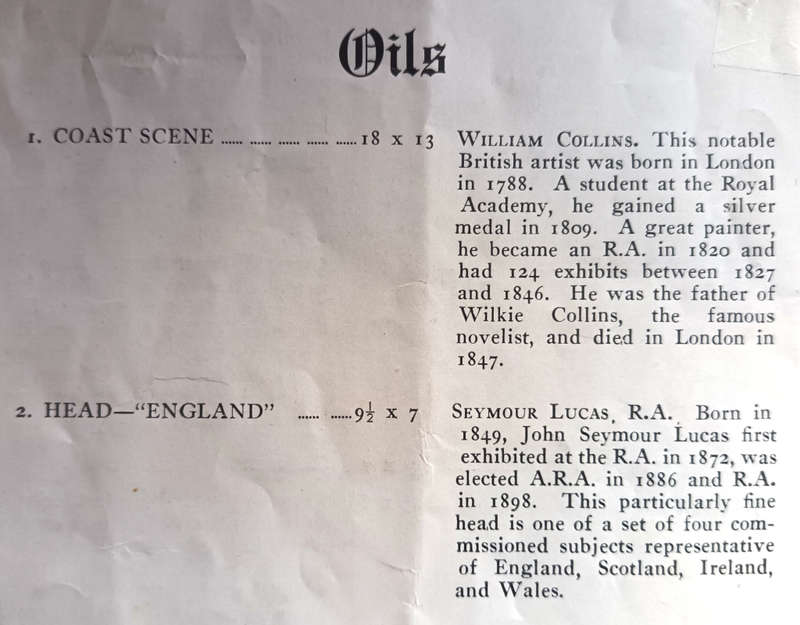 Oils
1. COAST SCENE ...... ...... ...... ...... ......18 x 13
WILLIAM COLLINS. This notable
British artist was born in London
in 1788. A student at the Royal
Academy, he gained a silver
medal in 1809. A great painter,
he became an R.A. in 1820 and
had 124 exhibits between 1827
and 1846. He was the father of
Wilkie Collins, the famous
novelist, and died in London in
1847.
2. HEAD—“ENGLAND” ...... ......9½ x 7
SEYMOUR LUCAS, R.A. Born in
1849, John Seymour Lucas first
exhibited at the R.A. in 1872, was
elected A.R.A. in 1886 and R.A.
in 1898. This particularly fine
head is one of a set of four com-
missioned subjects representative
of England, Scotland, Ireland,
and Wales.